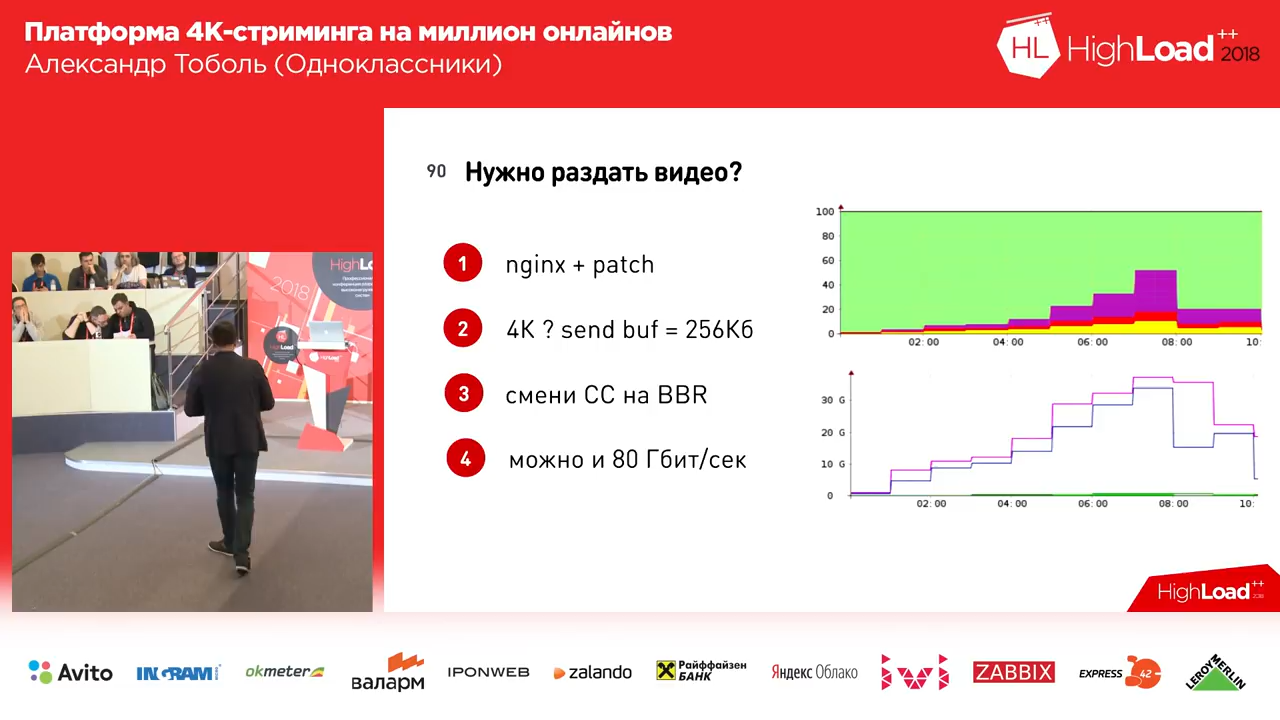 Платформа 4К-стриминга на миллион онлайнов
Александр Тоболь (Одноклассники)
HL HighLoad++ 2018
90 Нужно раздать видео?
1 nginx + patch
2 4K ? send buf = 256Кб
3 смени CC на BBR
4 можно и 80 Гбит/сек
100
80
60
40
20
0
02:00 04:00 06:00 08:00 10:
30 G
20 G
10 G
0
02:00 04:00 06:00 08:00 10:
2018
HighLoad
HighLoad++ 2018
Avito
INGRAM
okmeter
валарм
IPONWEB
zalando
Райффайзен
БАНК
Яндекс Облако
ivi
ZABBIX
EXPRESS 42
LEROY MERLIN